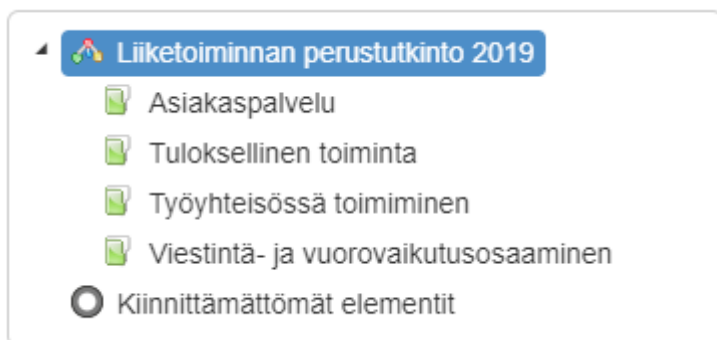 Liiketoiminnan perustutkinto 2019
Asiakaspalvelu
Tuloksellinen toiminta
Työyhteisössä toimiminen
Viestintä- ja vuorovaikutusosaaminen
Kiinnittämättömät elementit